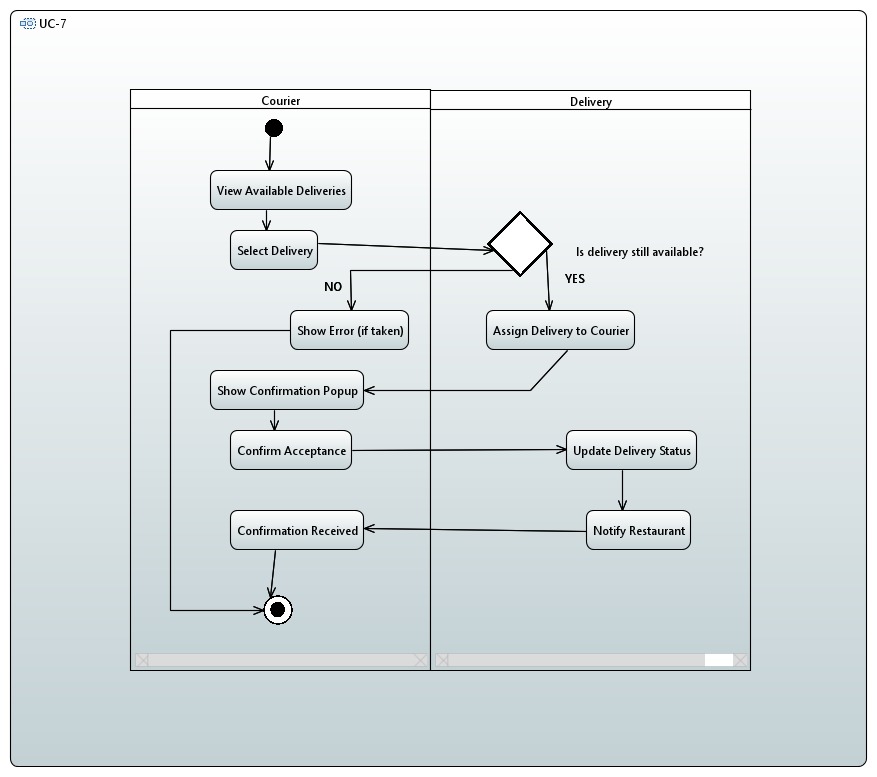 UC-7
Courier
Delivery
View Available Deliveries
Select Delivery
Is delivery still available?
NO
YES
Show Error (if taken)
Assign Delivery to Courier
Show Confirmation Popup
Confirm Acceptance
Update Delivery Status
Confirmation Received
Notify Restaurant